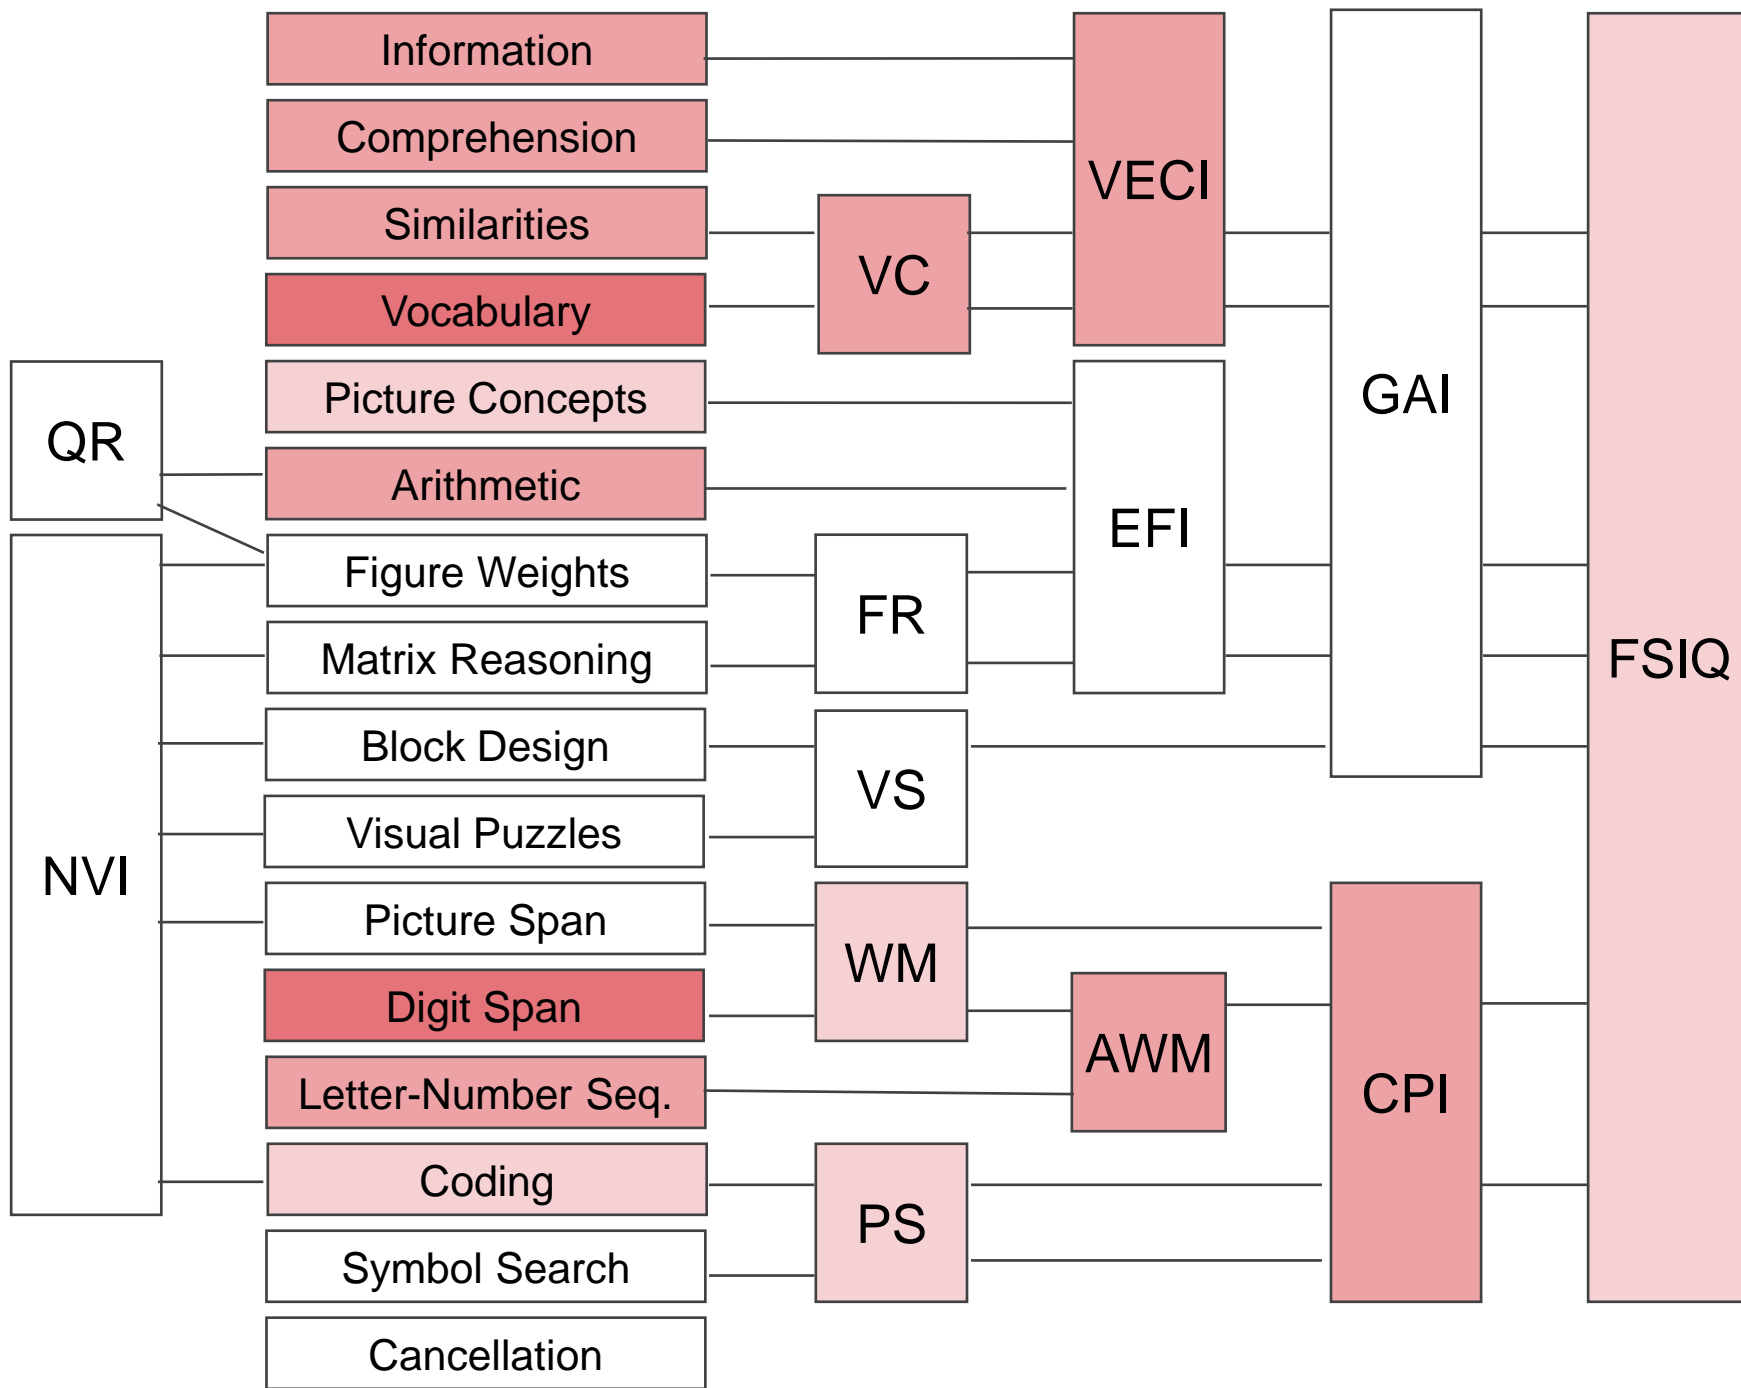 Information
Comprehension
Similarities
Vocabulary
Picture Concepts
Arithmetic
Figure Weights
Matrix Reasoning
Block Design
Visual Puzzles
Picture Span
Digit Span
Letter-Number Seq.
Coding
Symbol Search
Cancellation
QR
NVI
VC
FR
VS
WM
PS
VECI
EFI
AWM
GAI
CPI
FSIQ